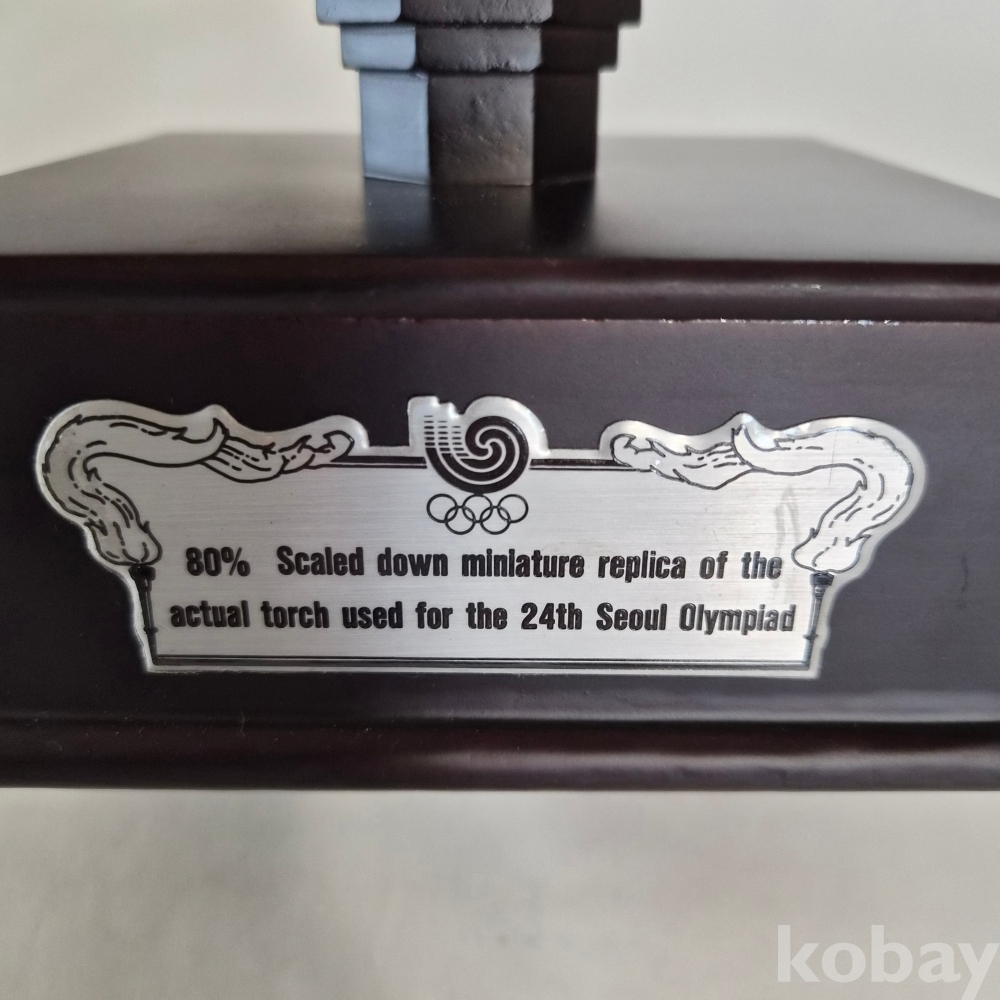 80% Scaled down miniature replica of the
actual torch used for the 24th Seoul Olympiad
kobay